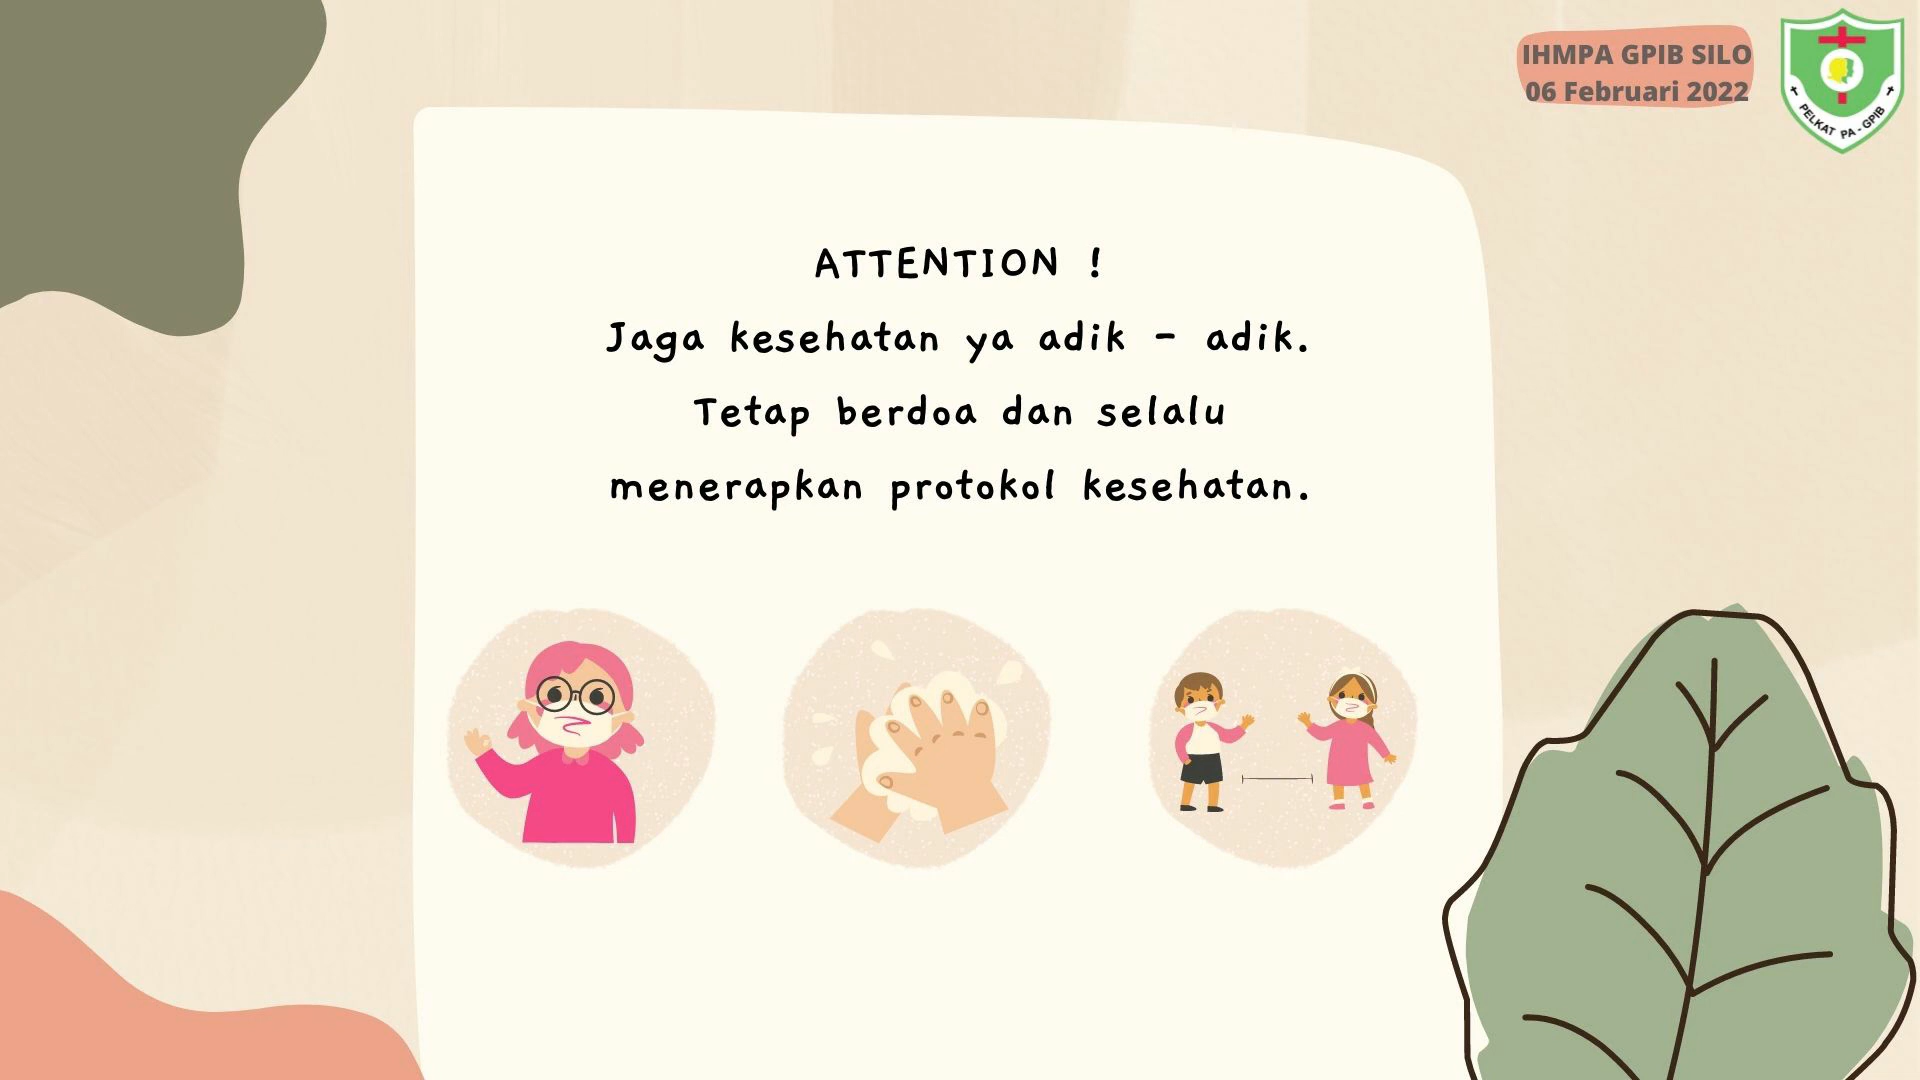 IHMPA GPIB SILO
06 Februari 2022
PELKAT PA - GPIB
ATTENTION !
Jaga kesehatan ya adik - adik.
Tetap berdoa dan selalu
menerapkan protokol kesehatan.